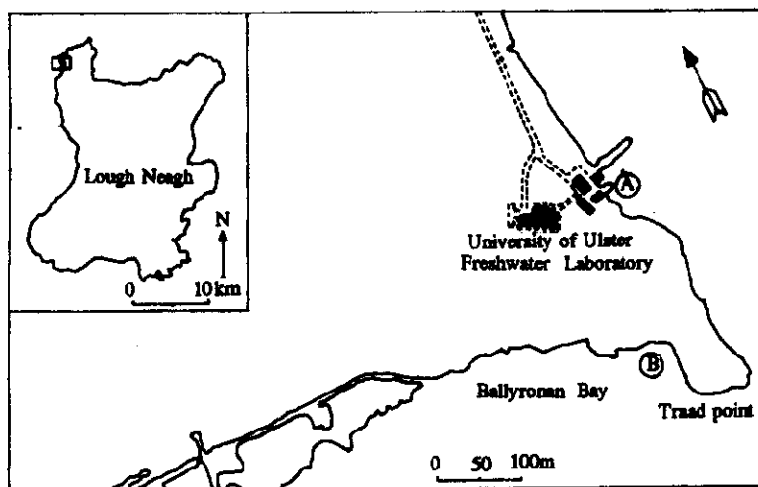 Lough Neagh
N
0 10 km
A
University of Ulster
Freshwater Laboratory
B
Ballyronan Bay
Traad point
0 50 100m